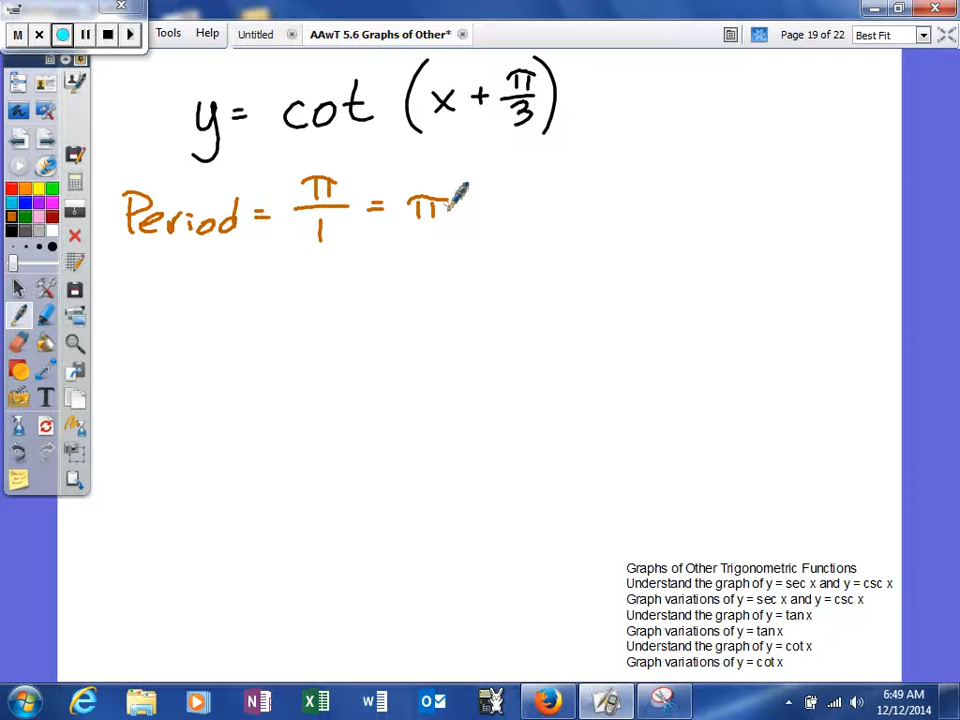 Tools Help Untitled AAwT 5.6 Graphs of Other* Page 19 of 22 Best Fit
M
y = cot (x + π/3)
Period = π/1 = π
T
Graphs of Other Trigonometric Functions
Understand the graph of y = sec x and y = csc x
Graph variations of y = sec x and y = csc x
Understand the graph of y = tan x
Graph variations of y = tan x
Understand the graph of y = cot x
Graph variations of y = cot x
6:49 AM
12/12/2014